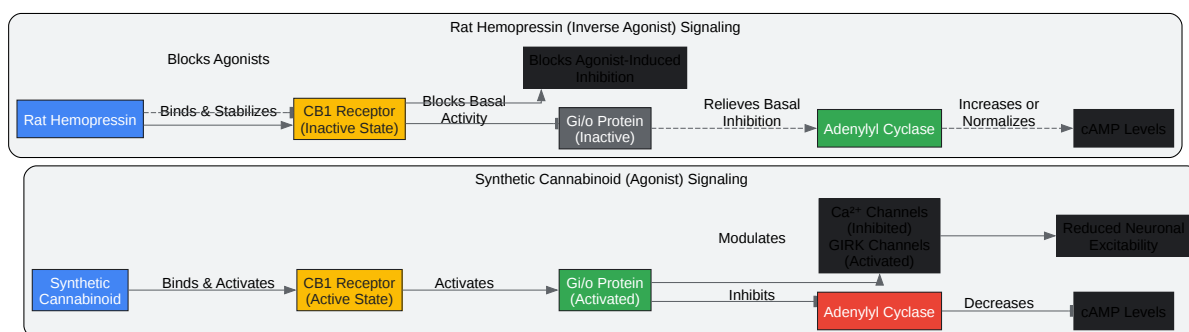 Rat Hemopressin (Inverse Agonist) Signaling
Blocks Agonists
Blocks Agonist-Induced
Inhibition
Rat Hemopressin
Binds & Stabilizes
CB1 Receptor
(Inactive State)
Blocks Basal
Activity
Gi/o Protein
(Inactive)
Relieves Basal
Inhibition
Adenylyl Cyclase
Increases or
Normalizes
cAMP Levels
Synthetic Cannabinoid (Agonist) Signaling
Modulates
Ca²⁺ Channels
(Inhibited)
GIRK Channels
(Activated)
Reduced Neuronal
Excitability
Synthetic
Cannabinoid
Binds & Activates
CB1 Receptor
(Active State)
Activates
Gi/o Protein
(Activated)
Inhibits
Adenylyl Cyclase
Decreases
cAMP Levels